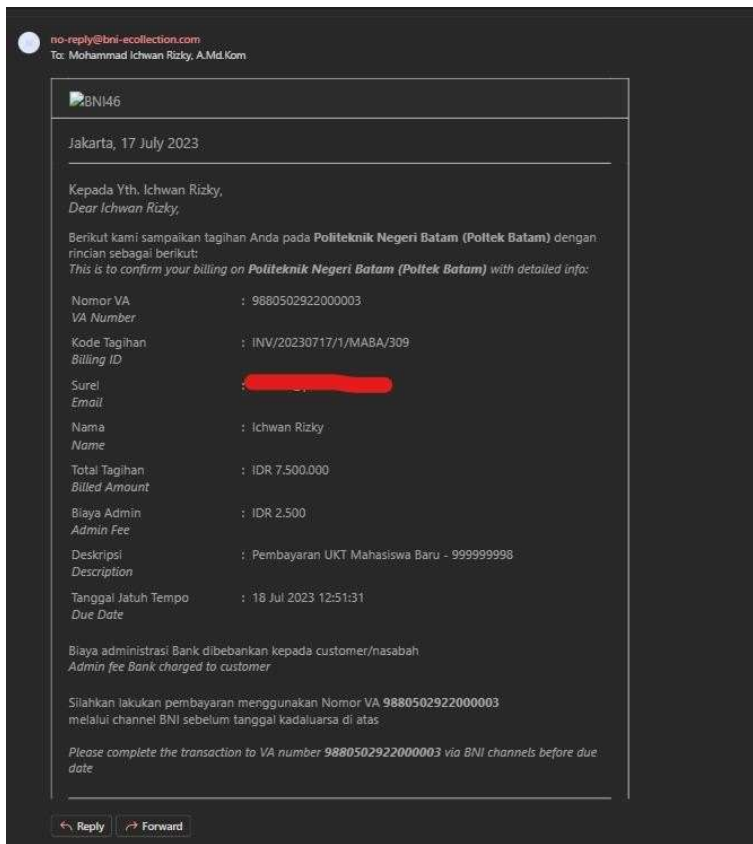 no-reply@bni-ecollection.com
To: Mohammad Ichwan Rizky, A.Md.Kom
BNI46
Jakarta, 17 July 2023
Kepada Yth. Ichwan Rizky,
Dear Ichwan Rizky,
Berikut kami sampaikan tagihan Anda pada Politeknik Negeri Batam (Poltek Batam) dengan
rincian sebagai berikut:
This is to confirm your billing on Politeknik Negeri Batam (Poltek Batam) with detailed info:
Nomor VA : 9880502922000003
VA Number
Kode Tagihan : INV/20230717/1/MABA/309
Billing ID
Surel :
Email
Nama : Ichwan Rizky
Name
Total Tagihan : IDR 7.500.000
Billed Amount
Biaya Admin : IDR 2.500
Admin Fee
Deskripsi : Pembayaran UKT Mahasiswa Baru - 999999998
Description
Tanggal Jatuh Tempo : 18 Jul 2023 12:51:31
Due Date
Biaya administrasi Bank dibebankan kepada customer/nasabah
Admin fee Bank charged to customer
Silahkan lakukan pembayaran menggunakan Nomor VA 9880502922000003
melalui channel BNI sebelum tanggal kadaluarsa di atas
Please complete the transaction to VA number 9880502922000003 via BNI channels before due
date
Reply Forward